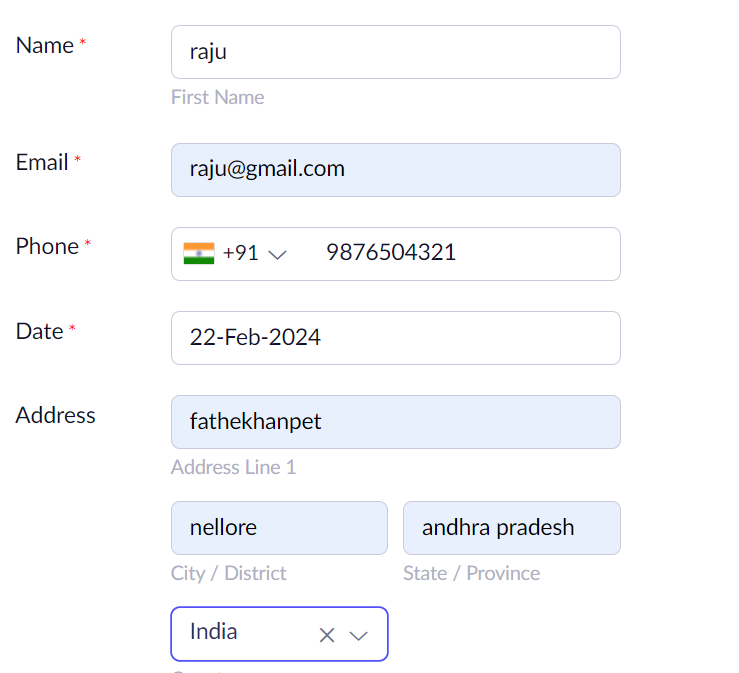 Name *
raju
First Name
Email *
raju@gmail.com
Phone *
+91 9876504321
Date *
22-Feb-2024
Address
fathekhanpet
Address Line 1
nellore andhra pradesh
City / District State / Province
India